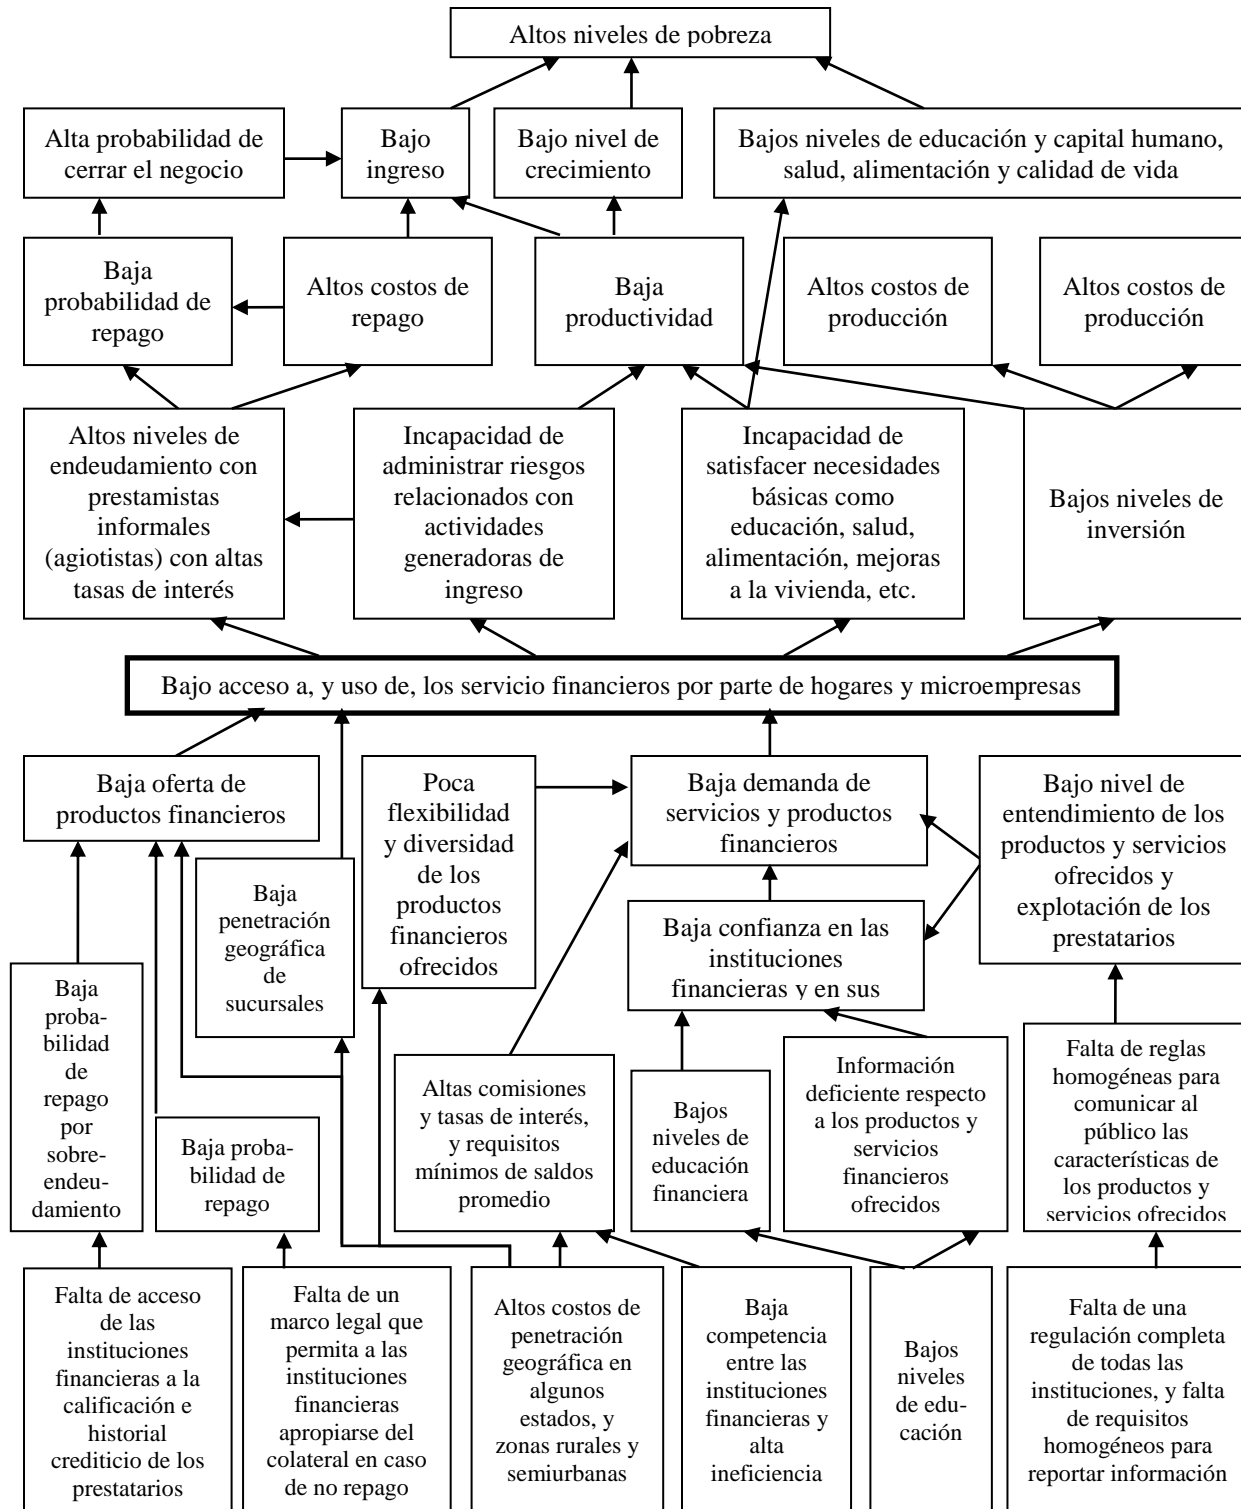 Altos niveles de pobreza
Alta probabilidad de
cerrar el negocio
Bajo
ingreso
Bajo nivel de
crecimiento
Bajos niveles de educación y capital humano,
salud, alimentación y calidad de vida
Baja
probabilidad de
repago
Altos costos de
repago
Baja
productividad
Altos costos de
producción
Altos costos de
producción
Altos niveles de
endeudamiento con
prestamistas
informales
(agiotistas) con altas
tasas de interés
Incapacidad de
administrar riesgos
relacionados con
actividades
generadoras de
ingreso
Incapacidad de
satisfacer necesidades
básicas como
educación, salud,
alimentación, mejoras
a la vivienda, etc.
Bajos niveles de
inversión
Bajo acceso a, y uso de, los servicio financieros por parte de hogares y microempresas
Baja oferta de
productos financieros
Poca
flexibilidad
y diversidad
de los
productos
financieros
ofrecidos
Baja demanda de
servicios y productos
financieros
Bajo nivel de
entendimiento de los
productos y servicios
ofrecidos y
explotación de los
prestatarios
Baja
penetración
geográfica
de
sucursales
Baja confianza en las
instituciones
financieras y en sus
Baja
proba-
bilidad
de
repago
por
sobre-
endeu-
damiento
Baja proba-
bilidad de
repago
Altas comisiones
y tasas de interés,
y requisitos
mínimos de saldos
promedio
Bajos
niveles de
educación
financiera
Información
deficiente respecto
a los productos y
servicios
financieros
ofrecidos
Falta de reglas
homogéneas para
comunicar al
público las
características de
los productos y
servicios ofrecidos
Falta de acceso
de las
instituciones
financieras a la
calificación e
historial
crediticio de los
prestatarios
Falta de un
marco legal que
permita a las
instituciones
financieras
apropiarse del
colateral en caso
de no repago
Altos costos de
penetración
geográfica en
algunos
estados, y
zonas rurales y
semiurbanas
Baja
competencia
entre las
instituciones
financieras y
alta
ineficiencia
Bajos
niveles
de edu-
cación
Falta de una
regulación completa
de todas las
instituciones, y falta
de requisitos
homogéneos para
reportar información